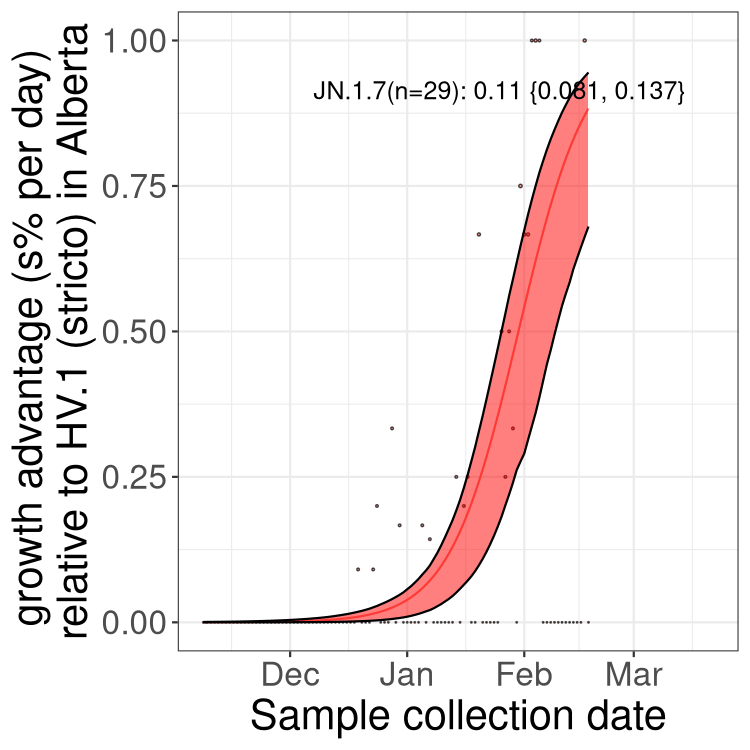 growth advantage (s% per day)
relative to HV.1 (stricto) in Alberta
1.00
0.75
0.50
0.25
0.00
JN.1.7(n=29): 0.11 {0.081, 0.137}
Dec
Jan
Feb
Mar
Sample collection date